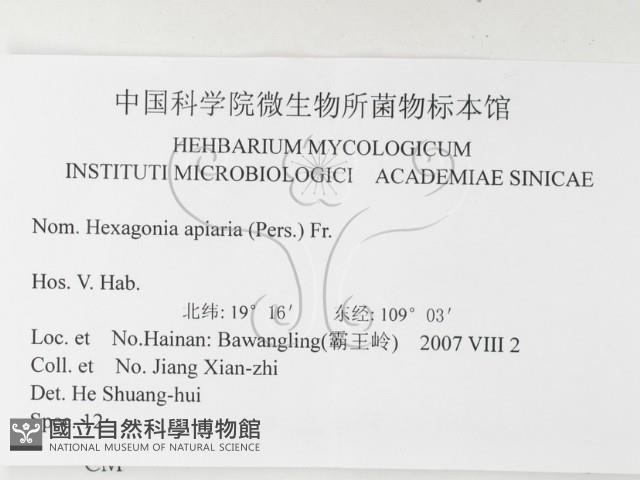 中国科学院微生物所菌物标本馆
HEHBARIUM MYCOLOGICUM
INSTITUTI MICROBIOLOGICI ACADEMIAE SINICAE
Nom. Hexagonia apiaria (Pers.) Fr.
Hos. V. Hab.
北纬: 19° 16′ 东经: 109° 03′
Loc. et No.Hainan: Bawangling(霸王岭) 2007 VIII 2
Coll. et No. Jiang Xian-zhi
Det. He Shuang-hui
Spec. 12
國立自然科學博物館
NATIONAL MUSEUM OF NATURAL SCIENCE
CM